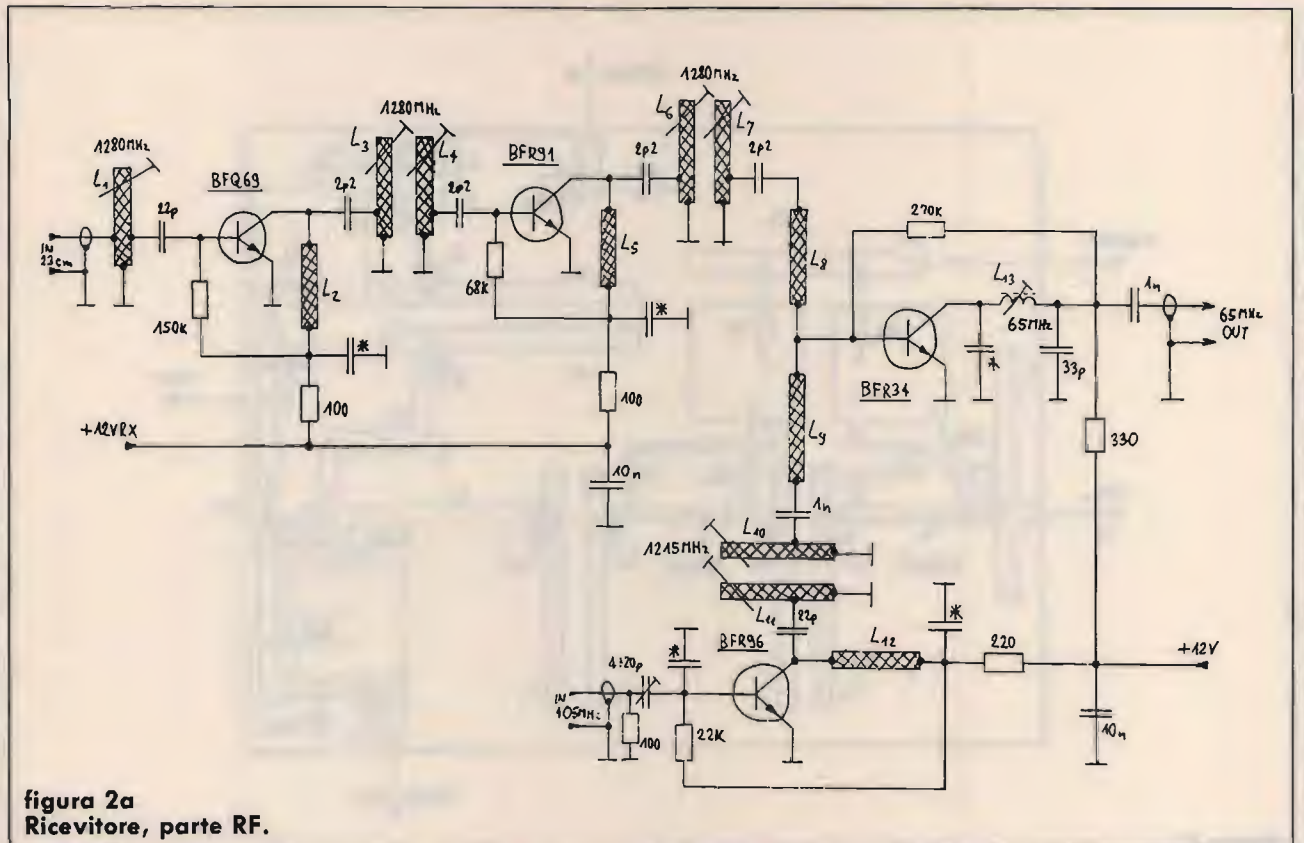 1280MHz
L6
L7
1280MHz
L3
L4
2p2
2p2
1280MHz
L1
BFQ69
2p2
2p2
BFR91
270K
22p
L8
L13
1n
IN
23cm
L2
68K
L5
65MHz
65MHz
OUT
150K
*
*
BFR34
*
33p
100
100
L9
330
+12VRX
10n
1n
L10
1215MHz
L11
22p
*
BFR96
L12
*
220
+12V
4÷20p
IN
105MHz
100
22K
10n
figura 2a
Ricevitore, parte RF.